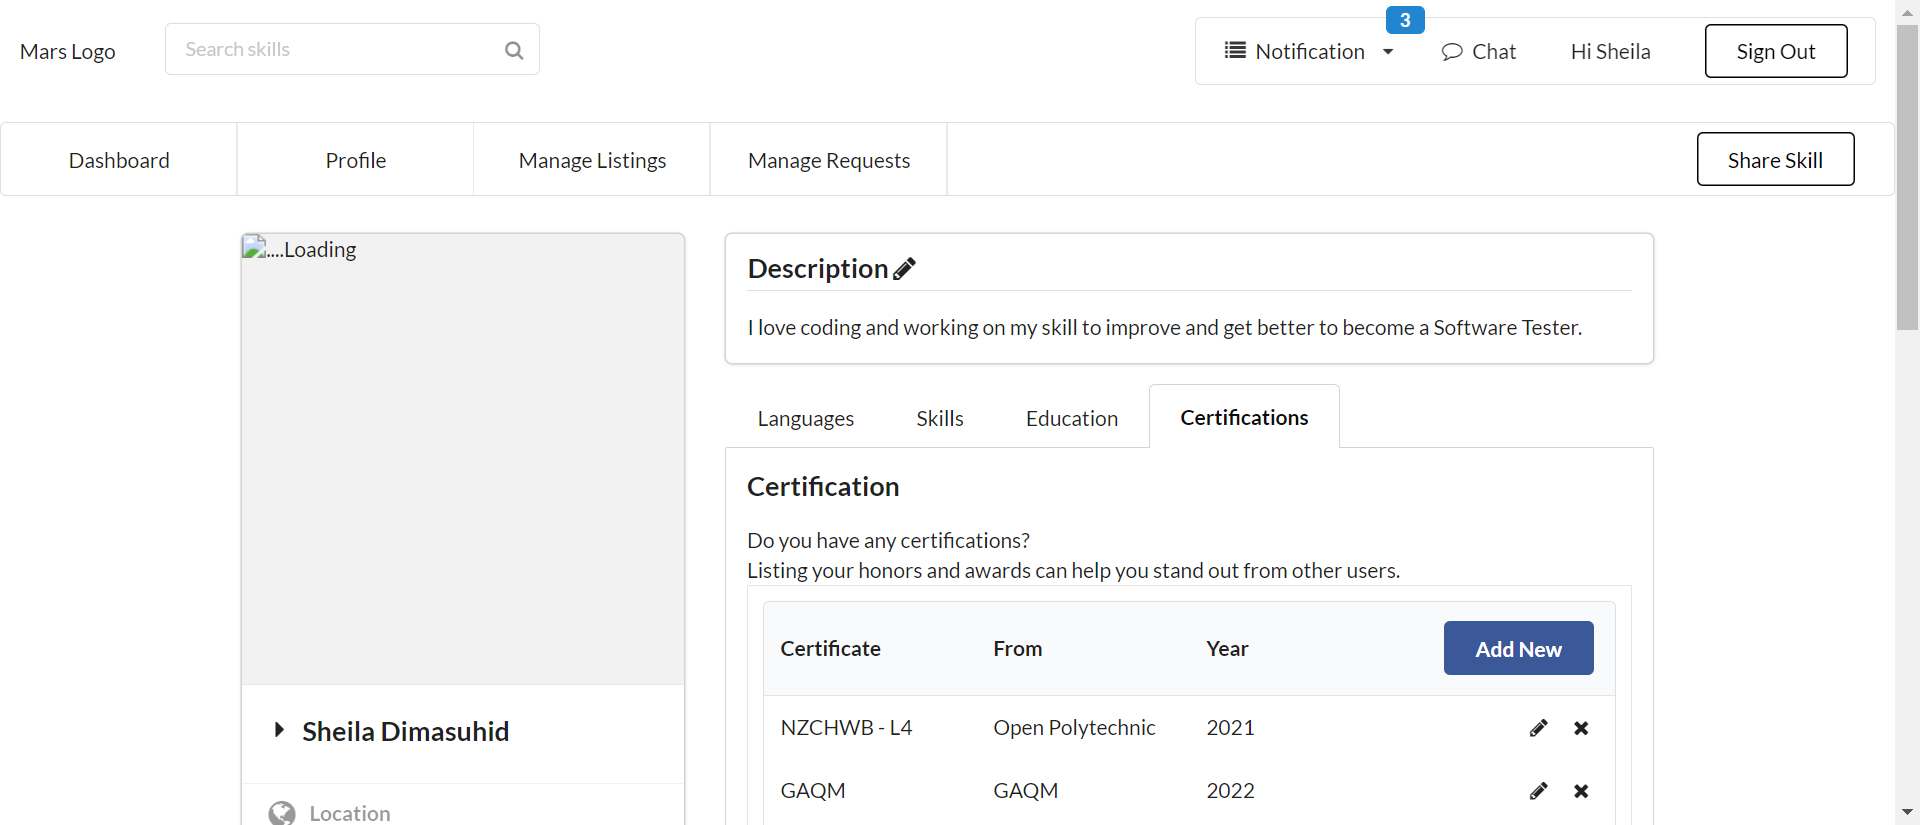 Mars Logo
Search skills
3
Notification
Chat
Hi Sheila
Sign Out
Dashboard
Profile
Manage Listings
Manage Requests
Share Skill
....Loading
Sheila Dimasuhid
Location
Description
I love coding and working on my skill to improve and get better to become a Software Tester.
Languages
Skills
Education
Certifications
Certification
Do you have any certifications?
Listing your honors and awards can help you stand out from other users.
Certificate From Year Add New
NZCHWB - L4 Open Polytechnic 2021
GAQM GAQM 2022